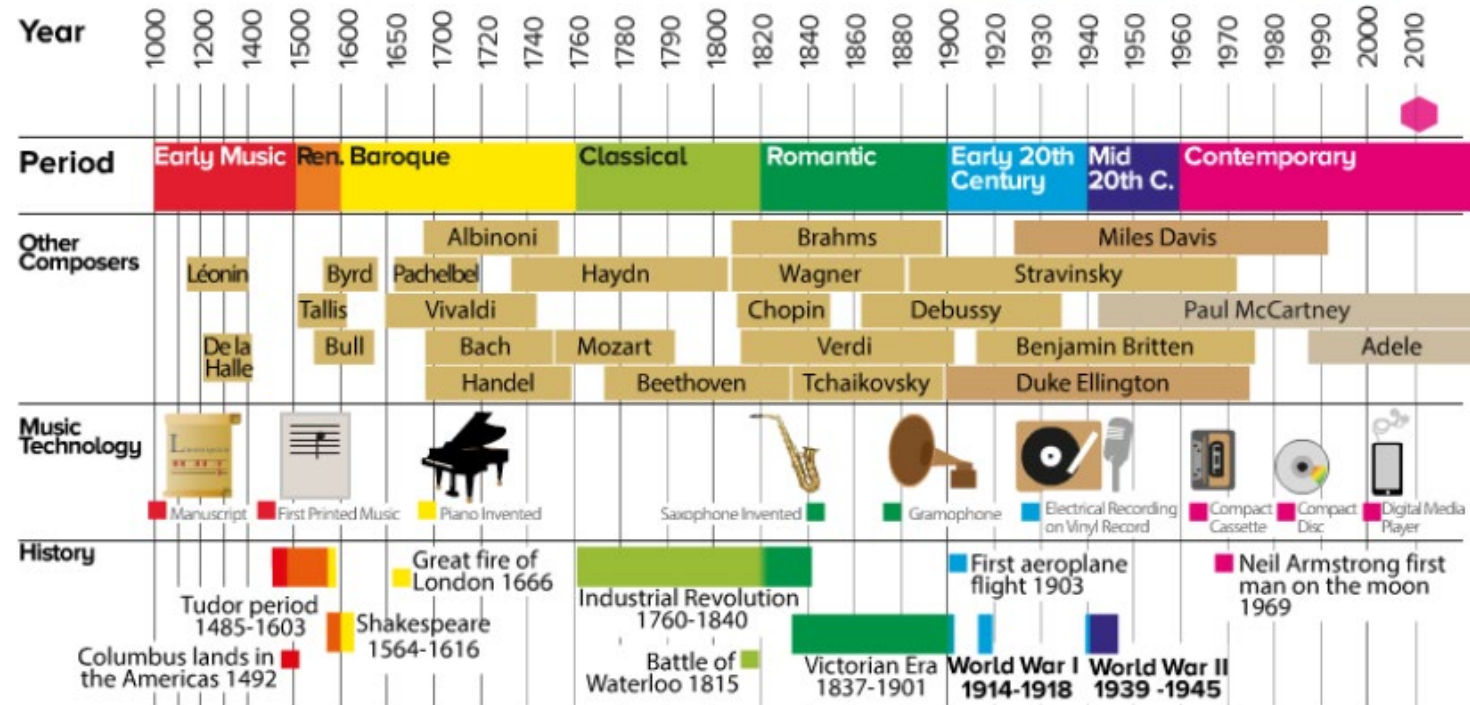 Year
1000 1200 1400 1500 1600 1650 1700 1720 1740 1760 1780 1790 1800 1820 1840 1860 1880 1900 1920 1930 1940 1950 1960 1970 1980 1990 2000 2010
Period
Early Music
Ren.
Baroque
Classical
Romantic
Early 20th
Century
Mid
20th C.
Contemporary
Other
Composers
Albinoni
Brahms
Miles Davis
Léonin
Byrd
Pachelbel
Haydn
Wagner
Stravinsky
Tallis
Vivaldi
Chopin
Debussy
Paul McCartney
De la
Halle
Bull
Bach
Mozart
Verdi
Benjamin Britten
Adele
Handel
Beethoven
Tchaikovsky
Duke Ellington
Music
Technology
Manuscript
First Printed Music
Piano Invented
Saxophone Invented
Gramophone
Electrical Recording
on Vinyl Record
Compact
Cassette
Compact
Disc
Digital Media
Player
History
Tudor period
1485-1603
Great fire of
London 1666
Industrial Revolution
1760-1840
First aeroplane
flight 1903
Neil Armstrong first
man on the moon
1969
Shakespeare
1564-1616
Columbus lands in
the Americas 1492
Battle of
Waterloo 1815
Victorian Era
1837-1901
World War I
1914-1918
World War II
1939 -1945